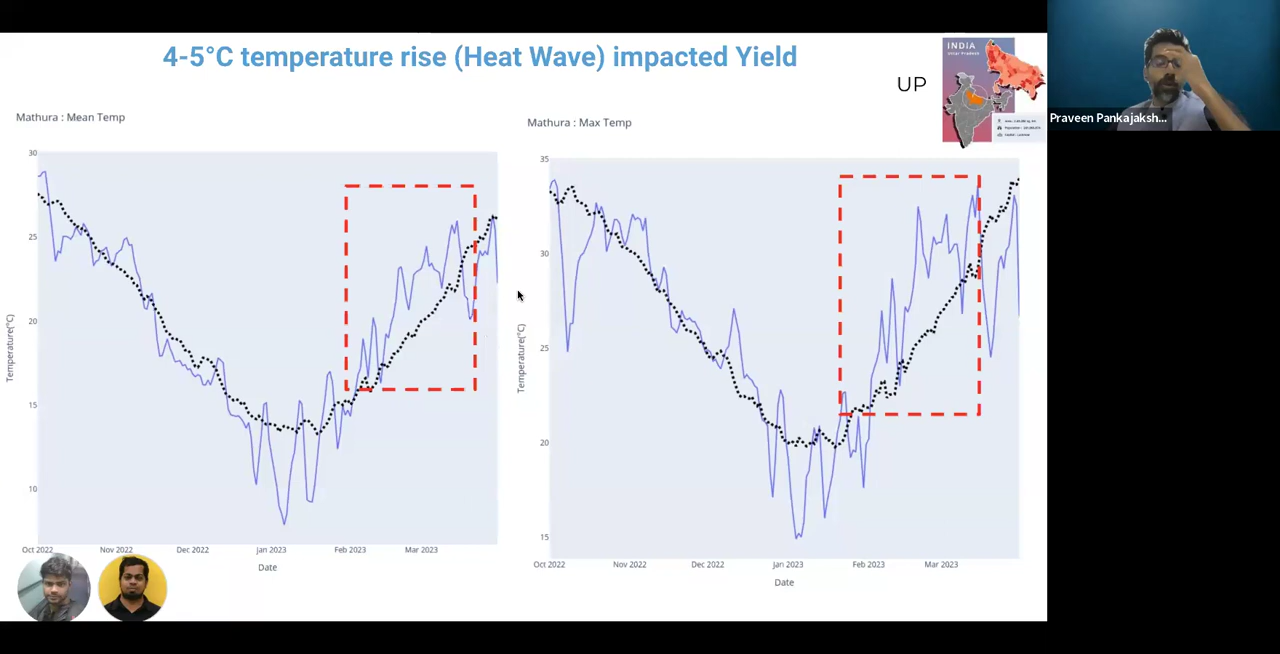 4-5°C temperature rise (Heat Wave) impacted Yield
UP
INDIA
Uttar Pradesh
Praveen Pankajaksh...
Mathura : Mean Temp
30
25
20
15
10
Temperature(°C)
Oct 2022
Nov 2022
Dec 2022
Jan 2023
Feb 2023
Mar 2023
Date
Mathura : Max Temp
35
30
25
20
15
Temperature(°C)
Oct 2022
Nov 2022
Dec 2022
Jan 2023
Feb 2023
Mar 2023
Date